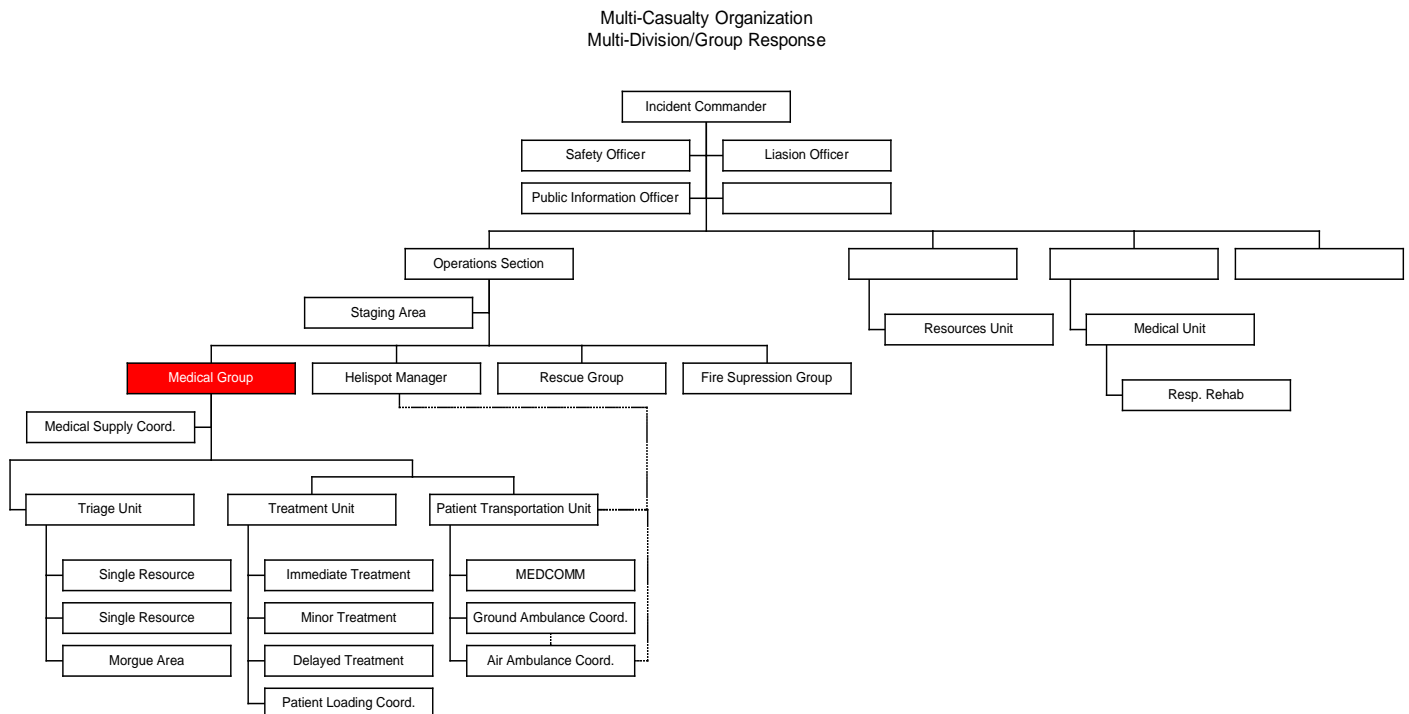 Multi-Casualty Organization
Multi-Division/Group Response
Incident Commander
Safety Officer
Liasion Officer
Public Information Officer
Operations Section
Staging Area
Resources Unit
Medical Unit
Medical Group
Helispot Manager
Rescue Group
Fire Supression Group
Resp. Rehab
Medical Supply Coord.
Triage Unit
Treatment Unit
Patient Transportation Unit
Single Resource
Immediate Treatment
MEDCOMM
Single Resource
Minor Treatment
Ground Ambulance Coord.
Morgue Area
Delayed Treatment
Air Ambulance Coord.
Patient Loading Coord.